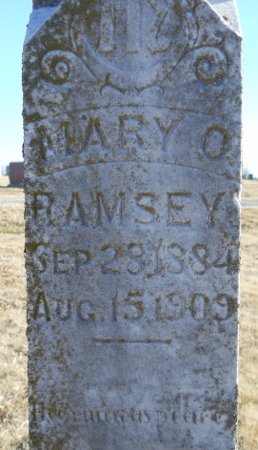 MARY O
RAMSEY
SEP. 28, 1884
AUG. 15, 1909